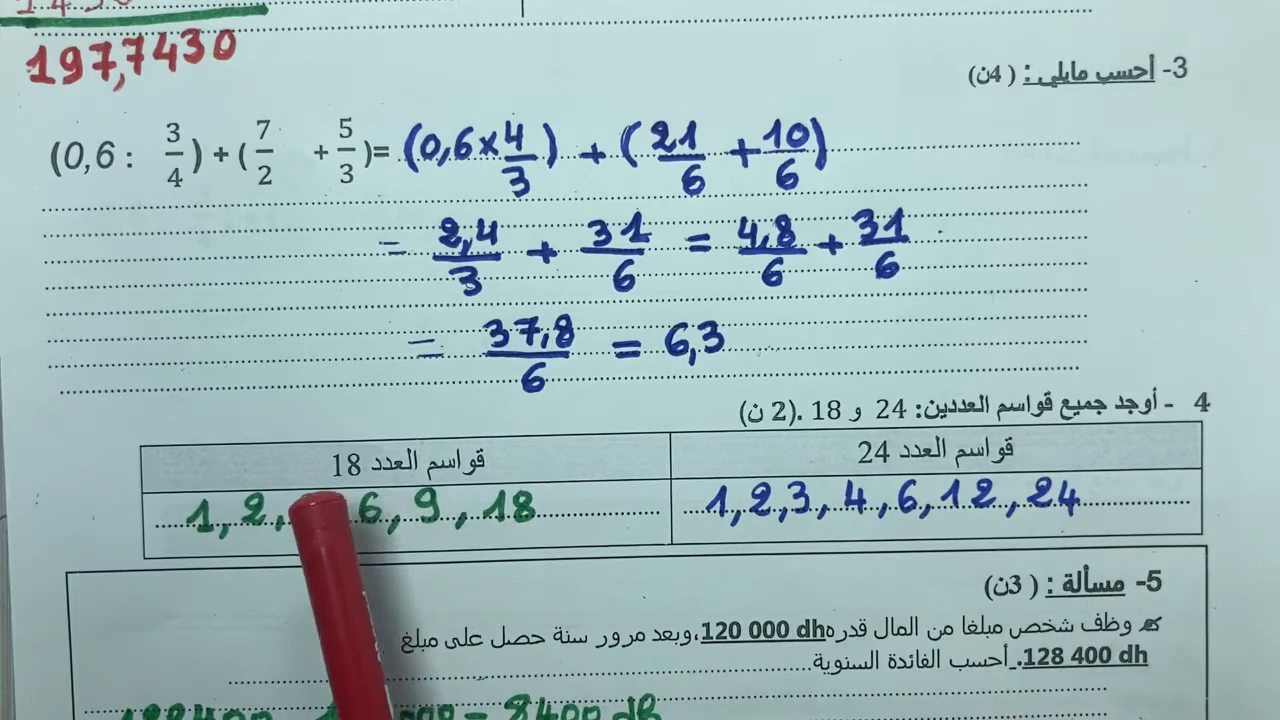 197,7430
3- أحسب مايلي : ( 4ن)
(0,6 : 3/4) + (7/2 + 5/3) = (0,6 × 4/3) + (21/6 + 10/6)
= 2,4/3 + 31/6 = 4,8/6 + 31/6
= 37,8/6 = 6,3
4 - أوجد جميع قواسم العددين: 24 و 18 .(2 ن)
قواسم العدد 24
قواسم العدد 18
1,2,3,4,6,12,24
1,2, 6,9,18
5- مسألة : ( 3ن)
وظف شخص مبلغا من المال قدره 120 000 dh، وبعد مرور سنة حصل على مبلغ
128 400 dh. أحسب الفائدة السنوية
= 8400 dh